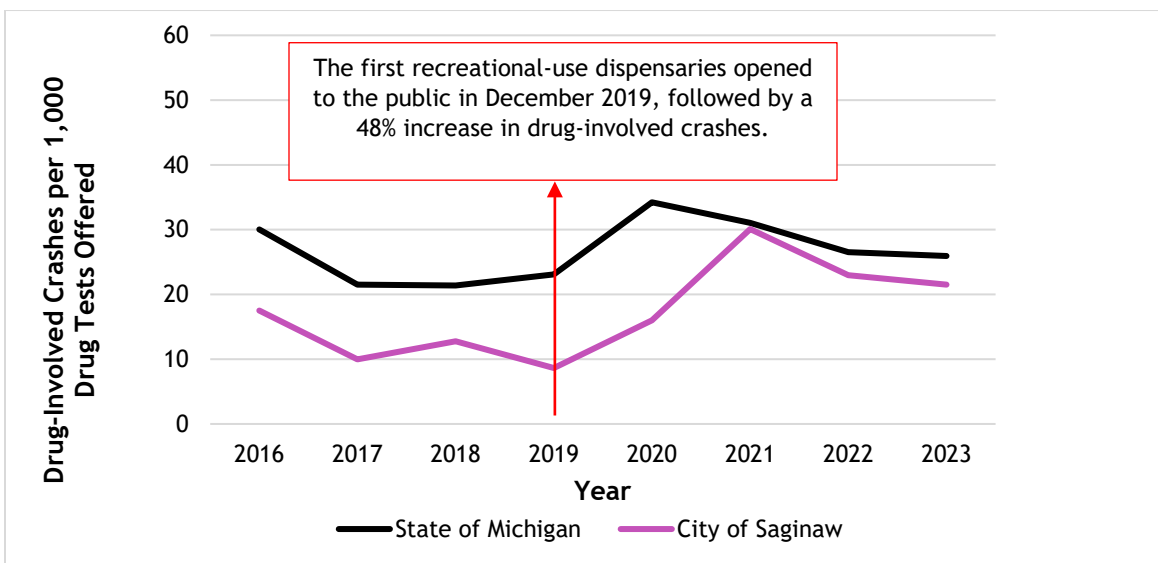 60
50
40
30
20
10
0
Drug-Involved Crashes per 1,000
Drug Tests Offered
The first recreational-use dispensaries opened
to the public in December 2019, followed by a
48% increase in drug-involved crashes.
2016 2017 2018 2019 2020 2021 2022 2023
Year
State of Michigan City of Saginaw